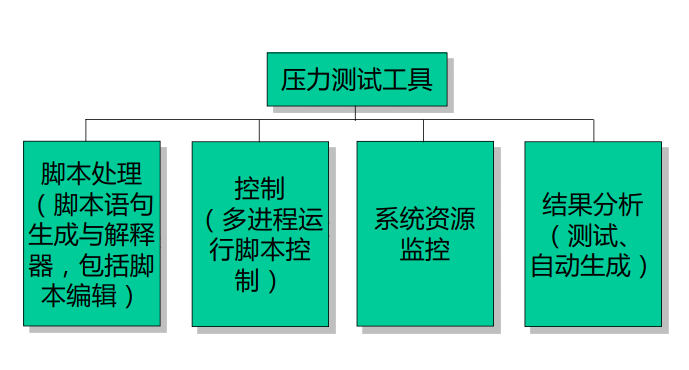 压力测试工具
脚本处理
（脚本语句
生成与解释
器，包括脚
本编辑）
控制
（多进程运
行脚本控
制）
系统资源
监控
结果分析
（测试、
自动生成）